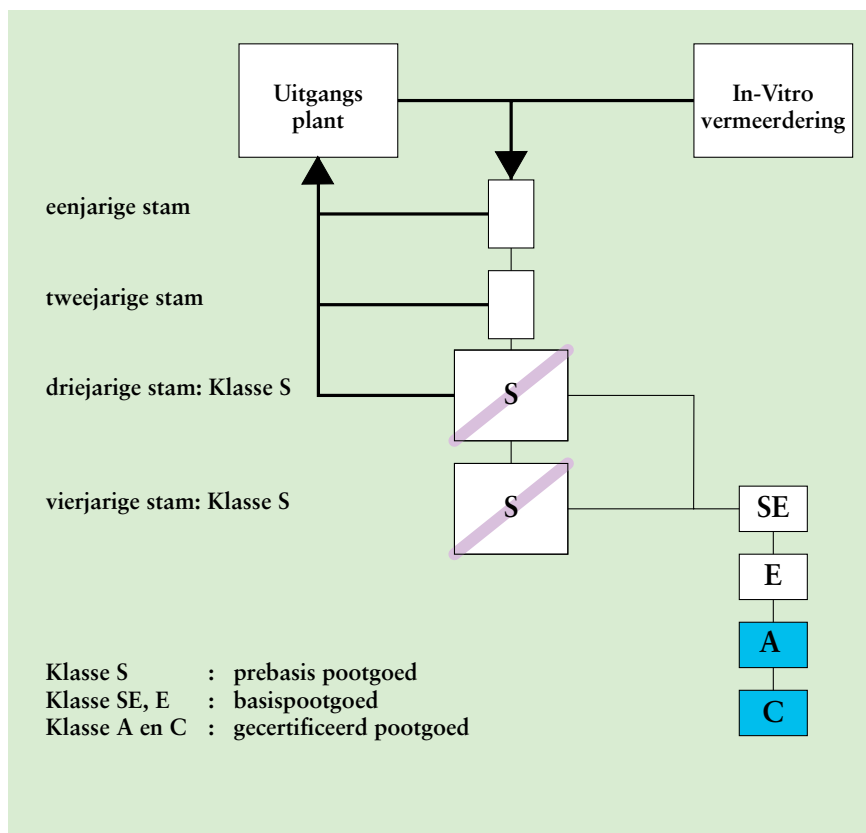 Uitgangs
plant
In-Vitro
vermeerdering
eenjarige stam
tweejarige stam
driejarige stam: Klasse S
S
vierjarige stam: Klasse S
S
SE
E
A
C
Klasse S : prebasis pootgoed
Klasse SE, E : basispootgoed
Klasse A en C : gecertificeerd pootgoed